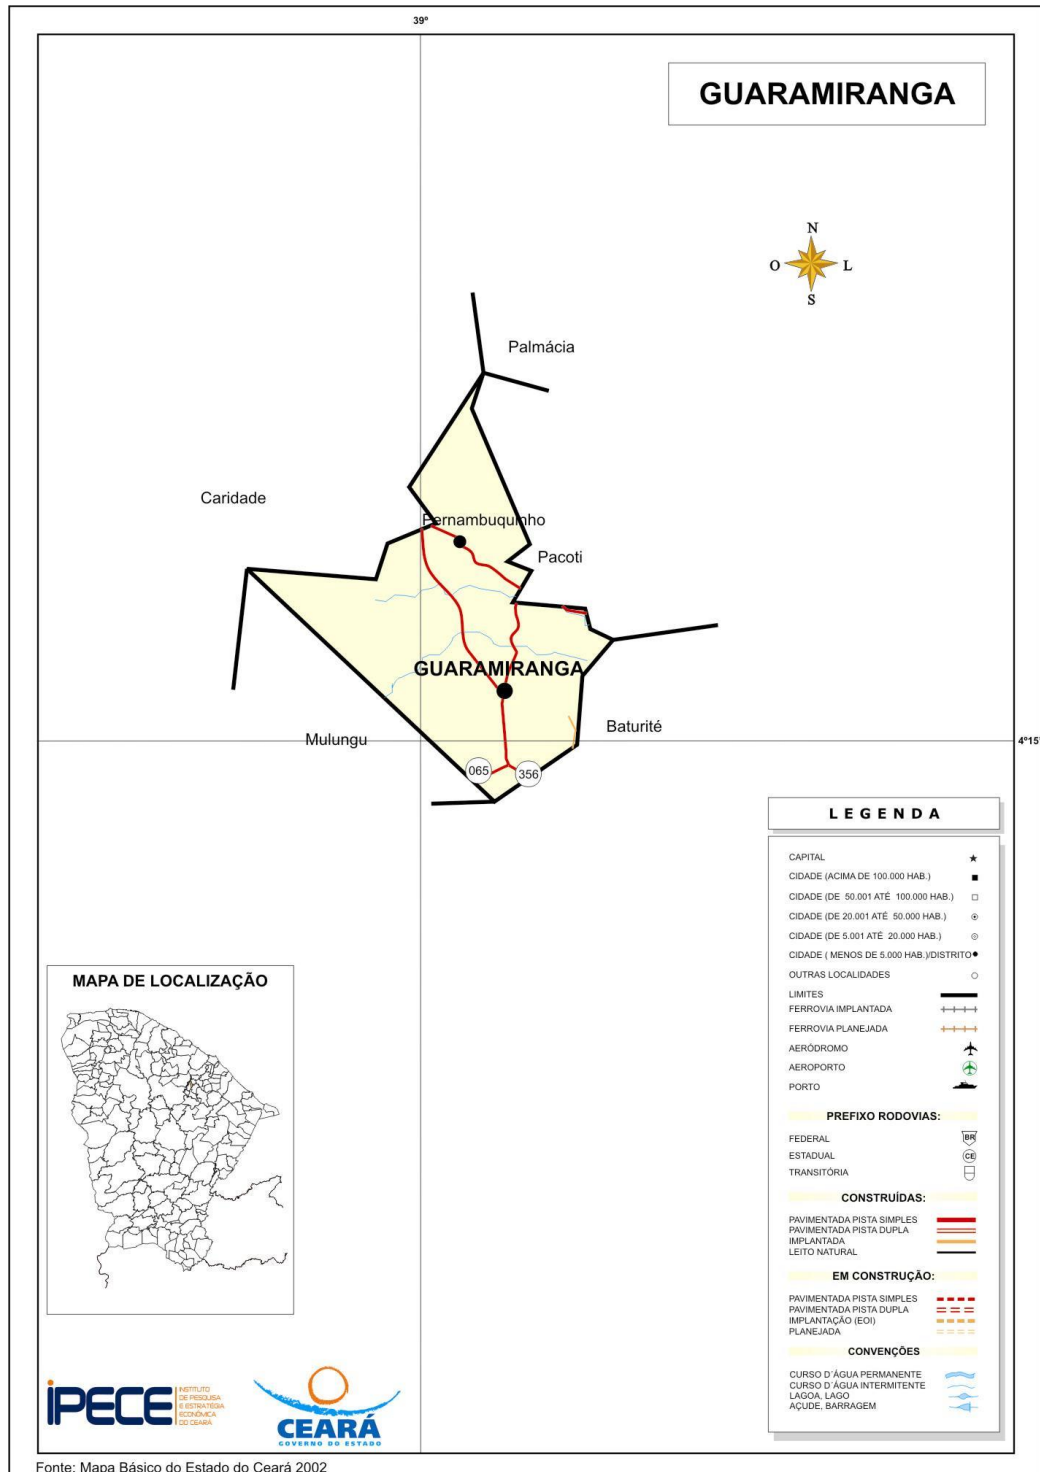 39º
GUARAMIRANGA
N
O L
S
Palmácia
Caridade
Pernambuquinho
Pacoti
GUARAMIRANGA
Baturité
Mulungu
4º15'
065 356
LEGENDA
CAPITAL
CIDADE (ACIMA DE 100.000 HAB.)
CIDADE (DE 50.001 ATÉ 100.000 HAB.)
CIDADE (DE 20.001 ATÉ 50.000 HAB.)
CIDADE (DE 5.001 ATÉ 20.000 HAB.)
CIDADE ( MENOS DE 5.000 HAB.)/DISTRITO
OUTRAS LOCALIDADES
LIMITES
FERROVIA IMPLANTADA
FERROVIA PLANEJADA
AERÓDROMO
AEROPORTO
PORTO
PREFIXO RODOVIAS:
FEDERAL BR
ESTADUAL CE
TRANSITÓRIA
CONSTRUÍDAS:
PAVIMENTADA PISTA SIMPLES
PAVIMENTADA PISTA DUPLA
IMPLANTADA
LEITO NATURAL
EM CONSTRUÇÃO:
PAVIMENTADA PISTA SIMPLES
PAVIMENTADA PISTA DUPLA
IMPLANTAÇÃO (EOI)
PLANEJADA
CONVENÇÕES
CURSO D´ÁGUA PERMANENTE
CURSO D´ÁGUA INTERMITENTE
LAGOA, LAGO
AÇUDE, BARRAGEM
MAPA DE LOCALIZAÇÃO
iPECE
INSTITUTO
DE PESQUISA
E ESTRATÉGIA
ECONÔMICA
DO CEARÁ
CEARÁ
GOVERNO DO ESTADO
Fonte: Mapa Básico do Estado do Ceará 2002